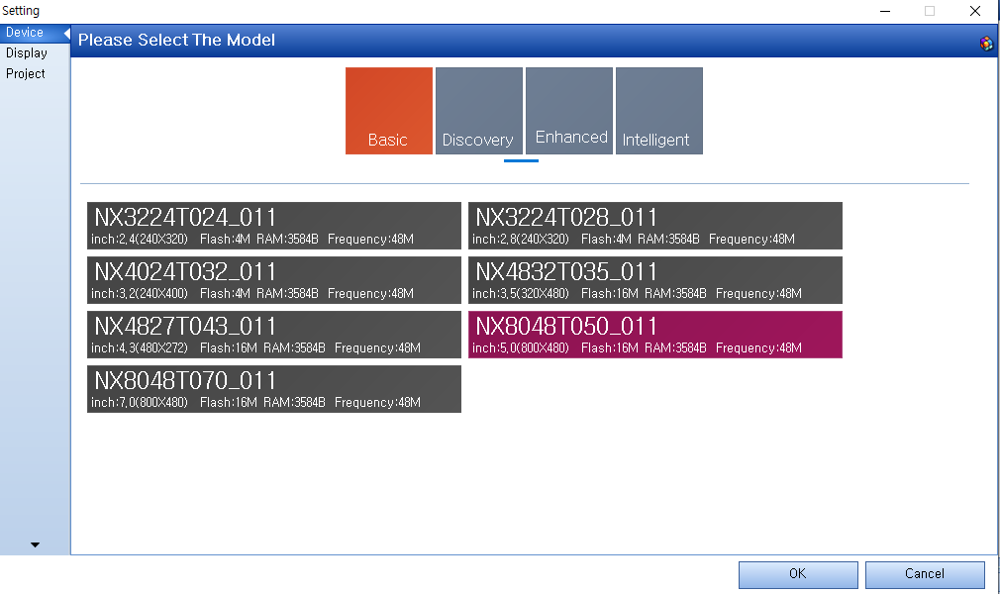 Setting
Device
Display
Project
Please Select The Model
Basic
Discovery
Enhanced
Intelligent
NX3224T024_011
inch:2,4(240X320) Flash:4M RAM:3584B Frequency:48M
NX3224T028_011
inch:2,8(240X320) Flash:4M RAM:3584B Frequency:48M
NX4024T032_011
inch:3,2(240X400) Flash:4M RAM:3584B Frequency:48M
NX4832T035_011
inch:3,5(320X480) Flash:16M RAM:3584B Frequency:48M
NX4827T043_011
inch:4,3(480X272) Flash:16M RAM:3584B Frequency:48M
NX8048T050_011
inch:5,0(800X480) Flash:16M RAM:3584B Frequency:48M
NX8048T070_011
inch:7,0(800X480) Flash:16M RAM:3584B Frequency:48M
OK
Cancel